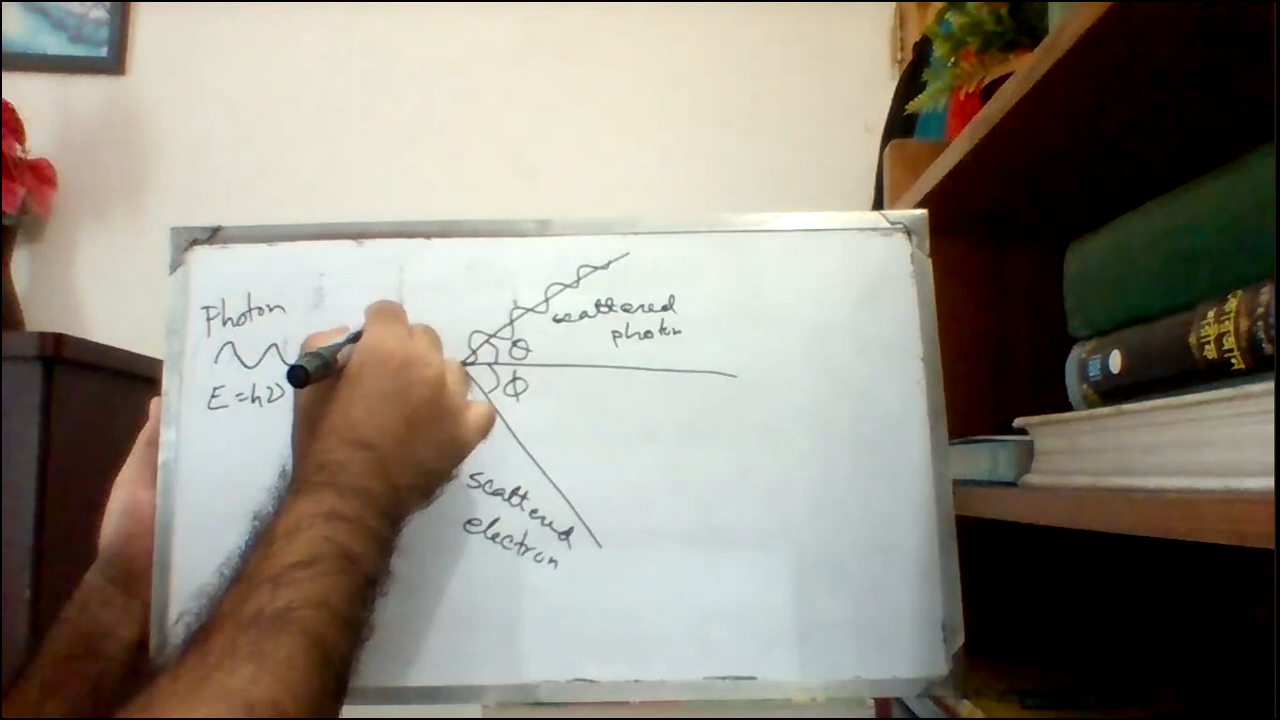 Photon
E = hν
scattered
photon
θ
ϕ
scattered
electron